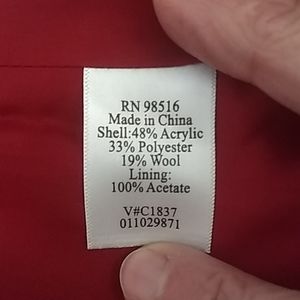 RN 98516
Made in China
Shell:48% Acrylic
33% Polyester
19% Wool
Lining:
100% Acetate
V#C1837
011029871